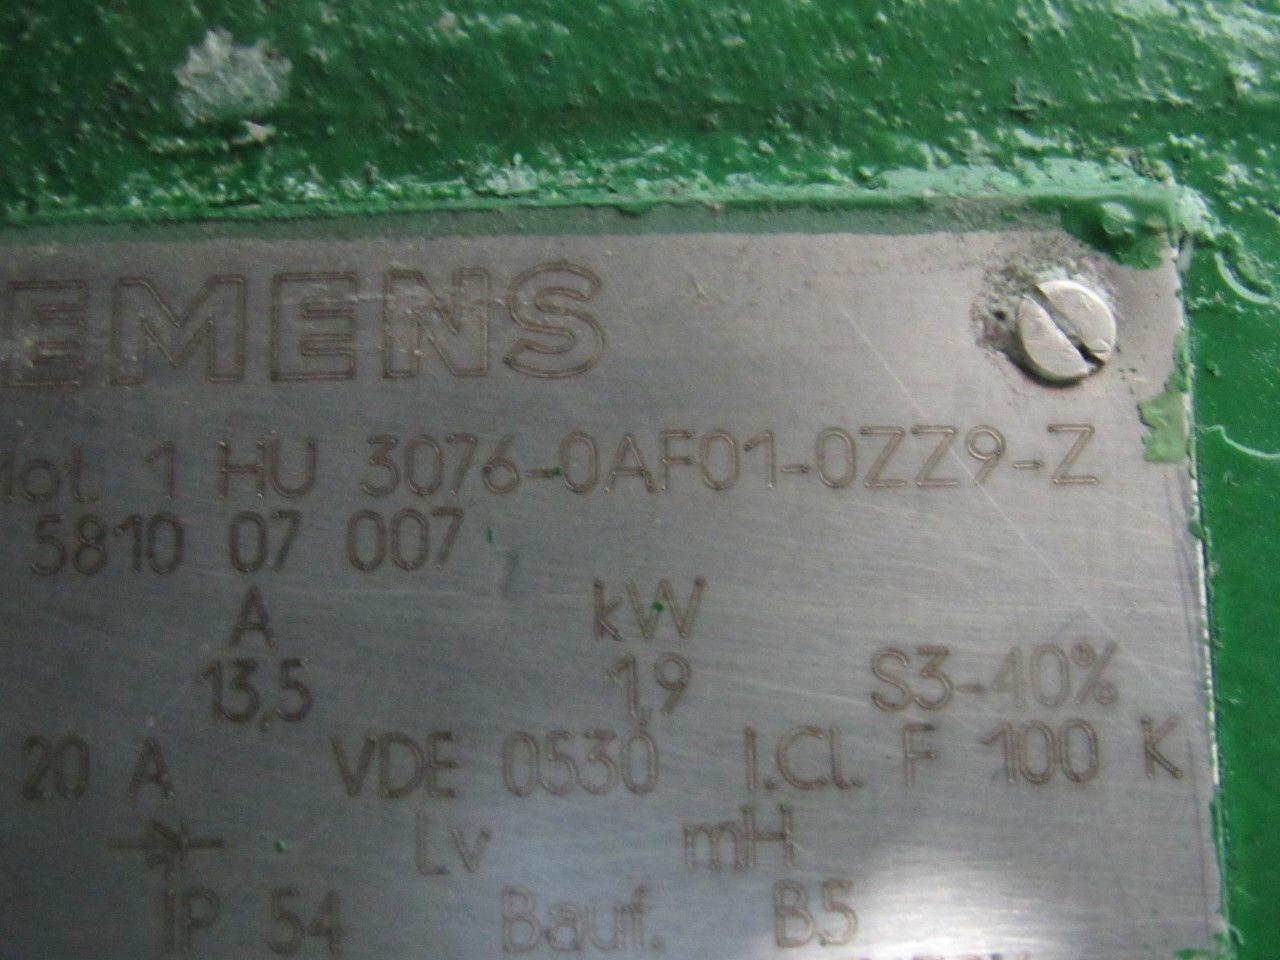 EMENS
Mot. 1 HU 3076-0AF01-0ZZ9-Z
5810 07 007
A kW
13,5 1,9 S3-40%
20 A VDE 0530 I.Cl. F 100 K
Lv mH
IP 54 Bauf. B5